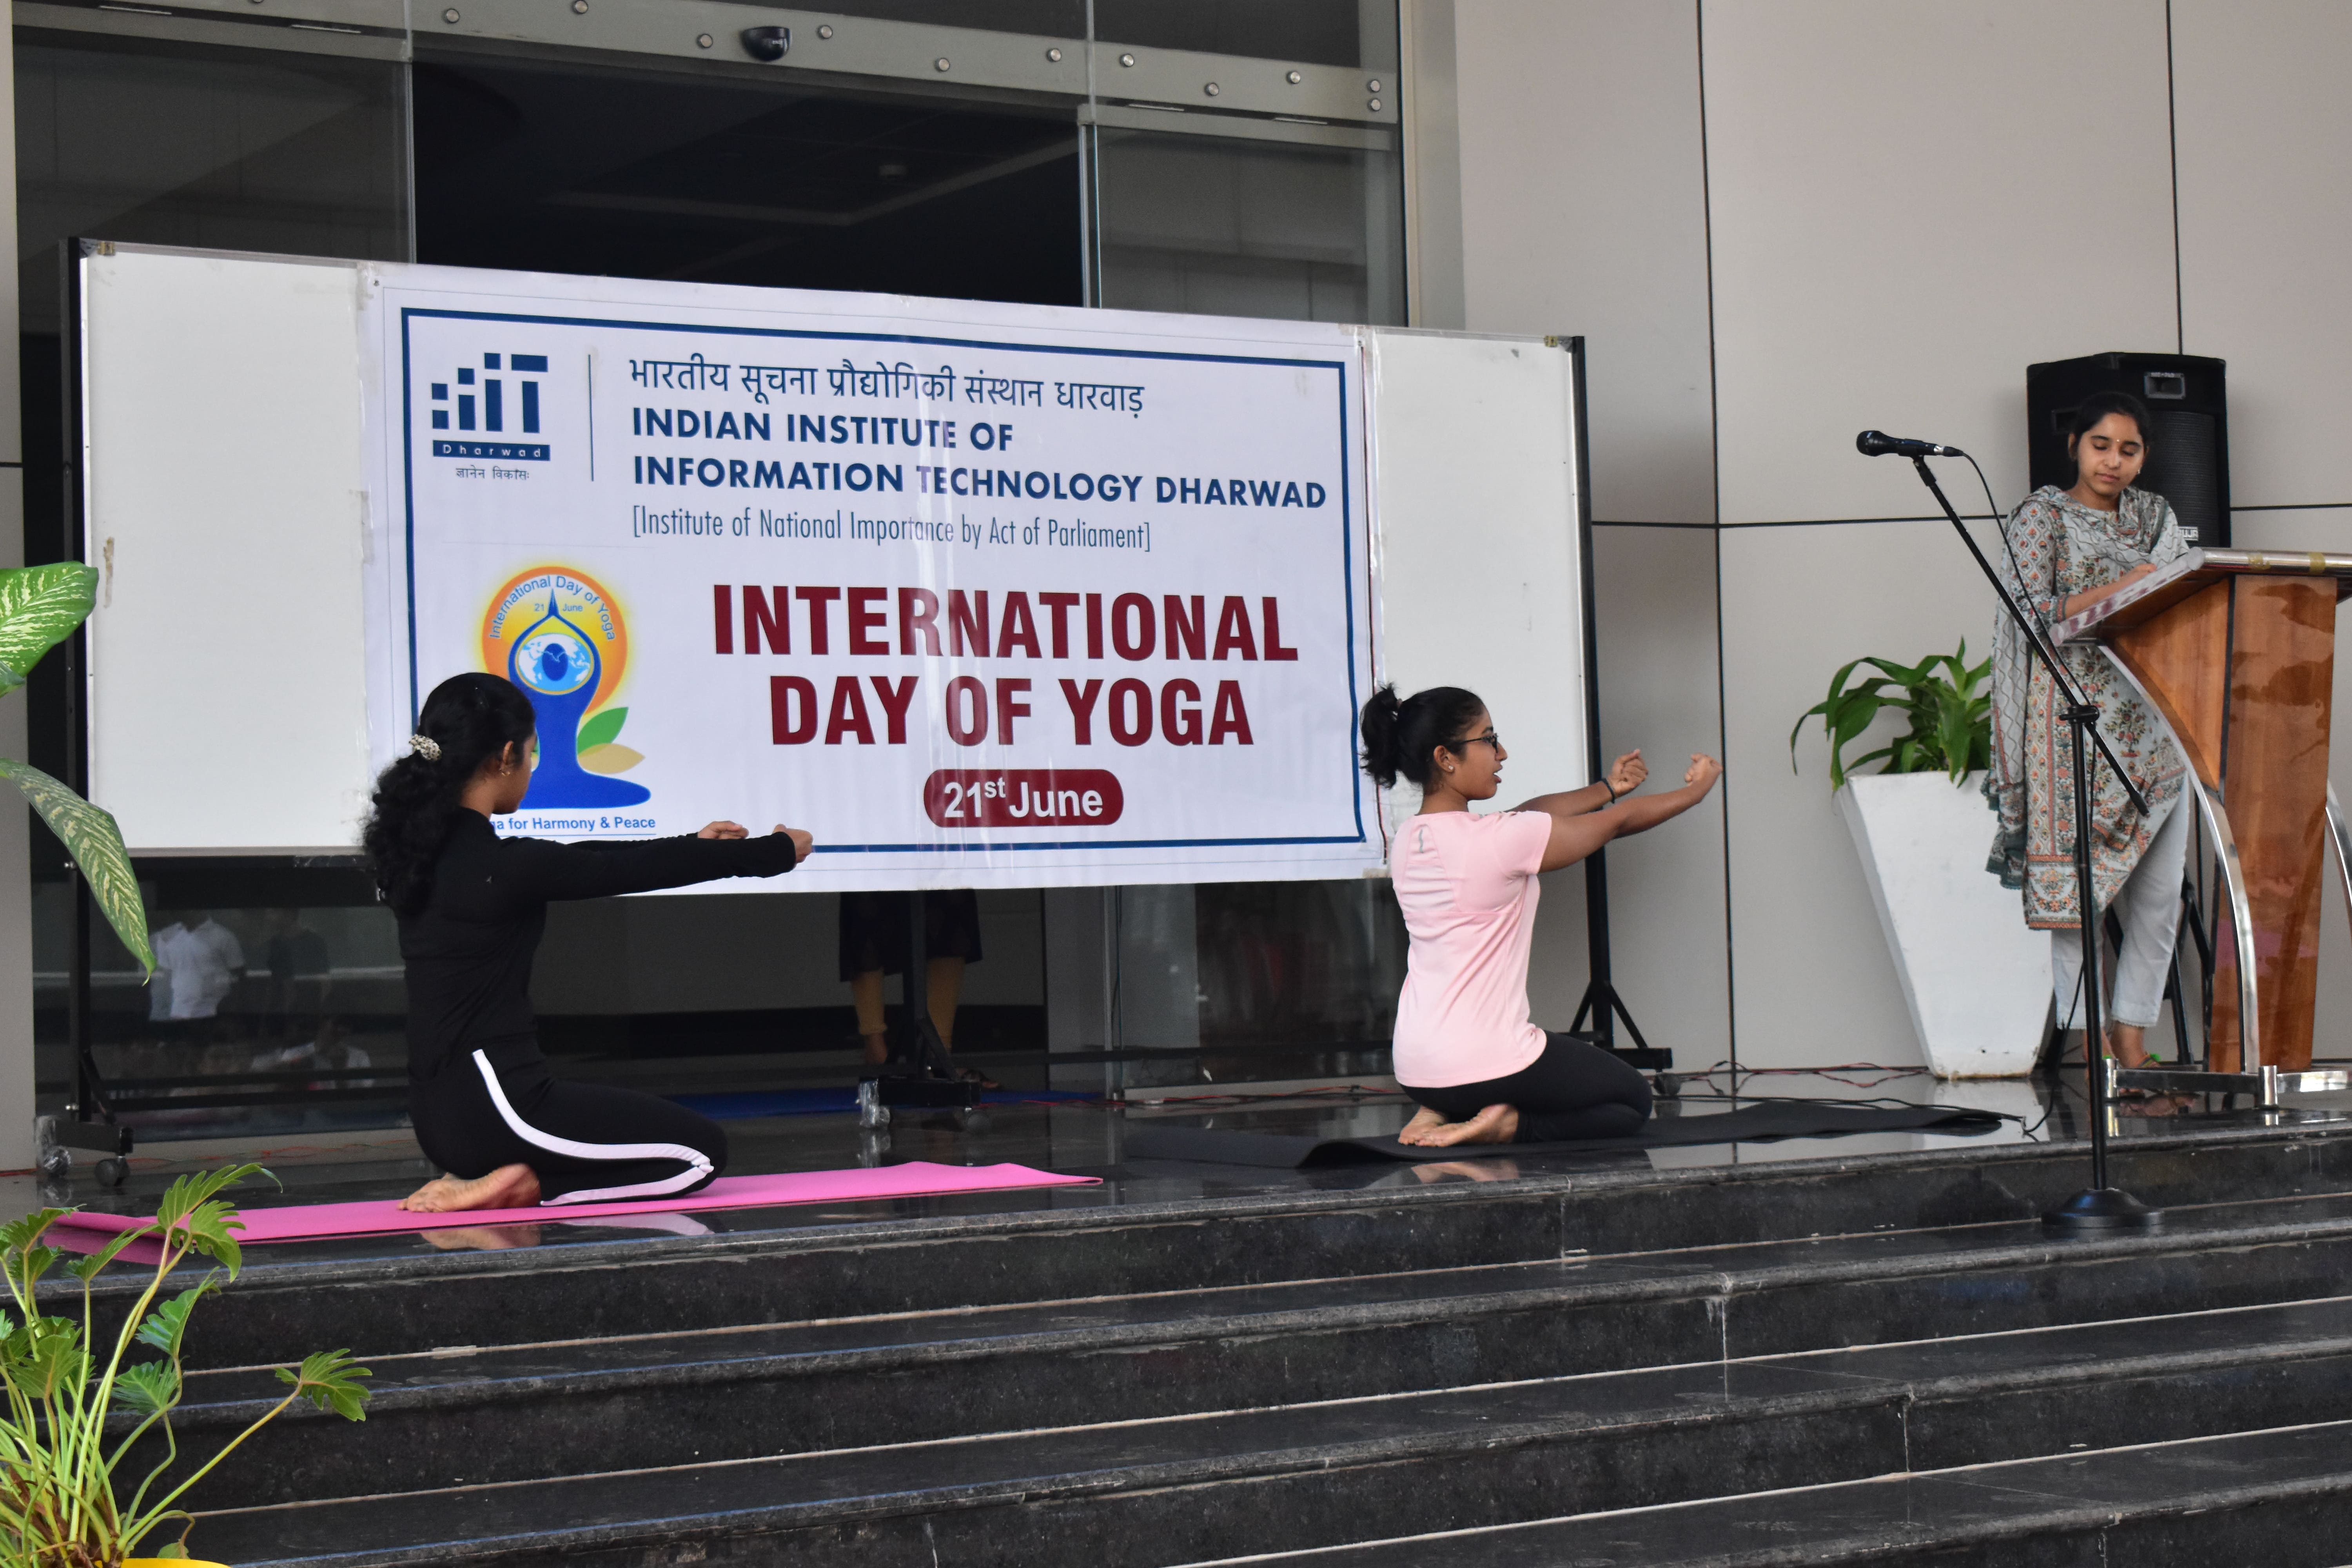 Dharwad
ज्ञानेन विकासः
भारतीय सूचना प्रौद्योगिकी संस्थान धारवाड़
INDIAN INSTITUTE OF
INFORMATION TECHNOLOGY DHARWAD
[Institute of National Importance by Act of Parliament]
International Day of Yoga
21 June
for Harmony & Peace
INTERNATIONAL
DAY OF YOGA
21st June